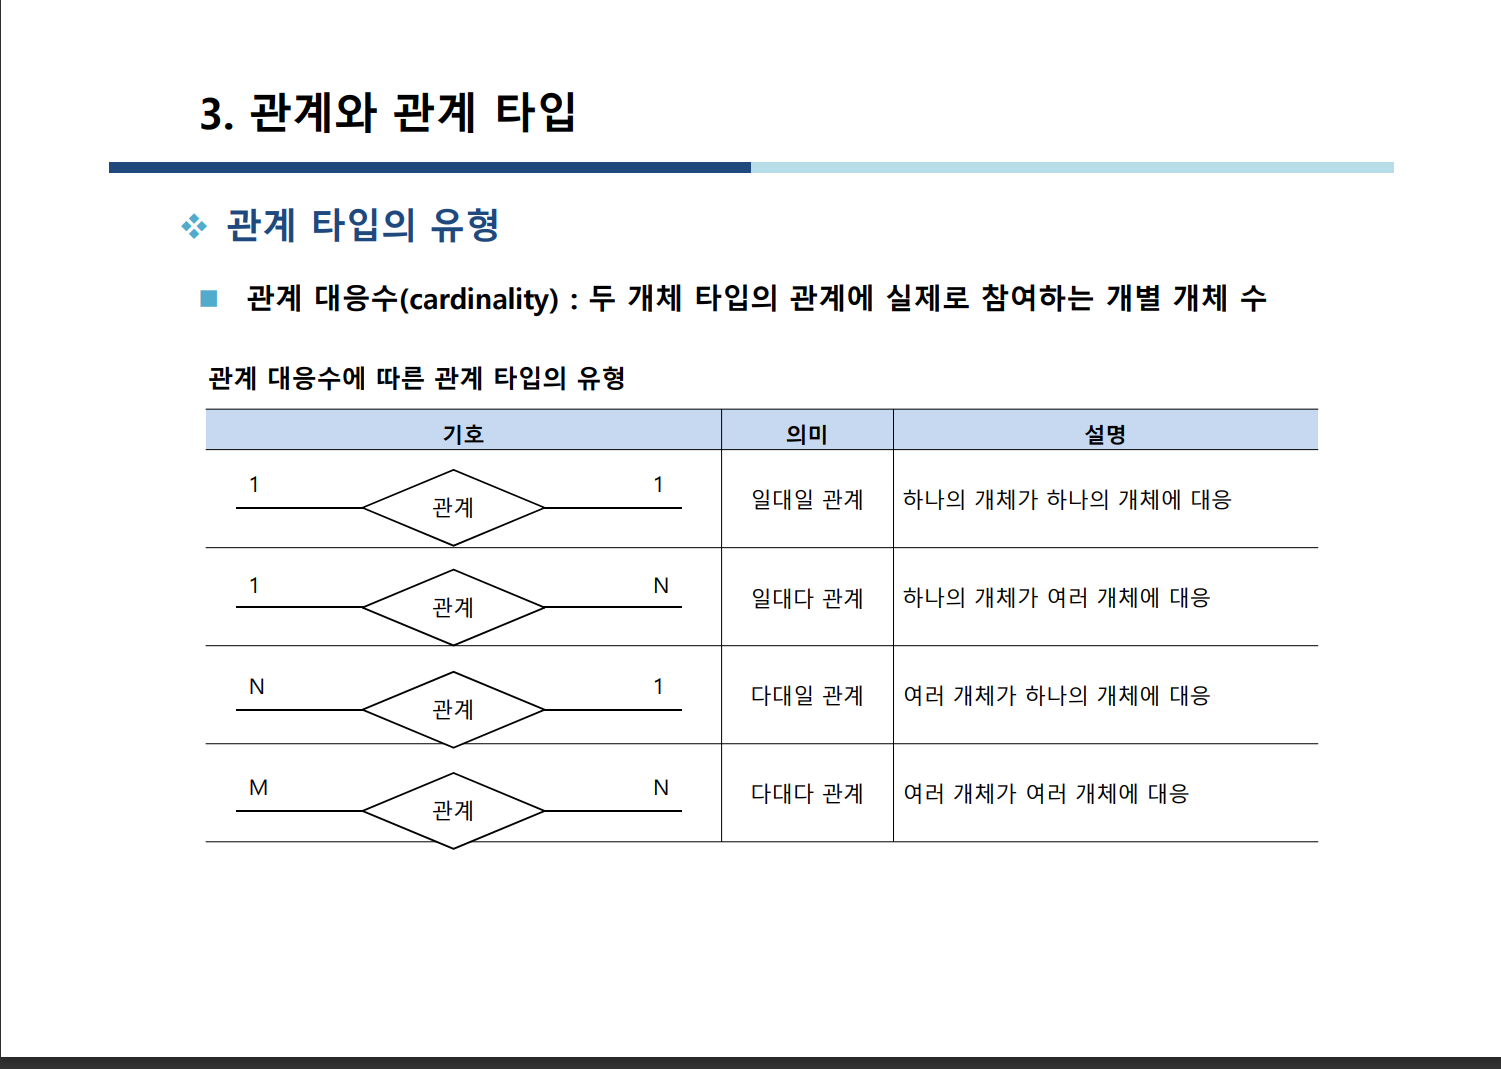 3. 관계와 관계 타입
관계 타입의 유형
관계 대응수(cardinality) : 두 개체 타입의 관계에 실제로 참여하는 개별 개체 수
관계 대응수에 따른 관계 타입의 유형
기호 의미 설명
1 관계 1 일대일 관계 하나의 개체가 하나의 개체에 대응
1 관계 N 일대다 관계 하나의 개체가 여러 개체에 대응
N 관계 1 다대일 관계 여러 개체가 하나의 개체에 대응
M 관계 N 다대다 관계 여러 개체가 여러 개체에 대응